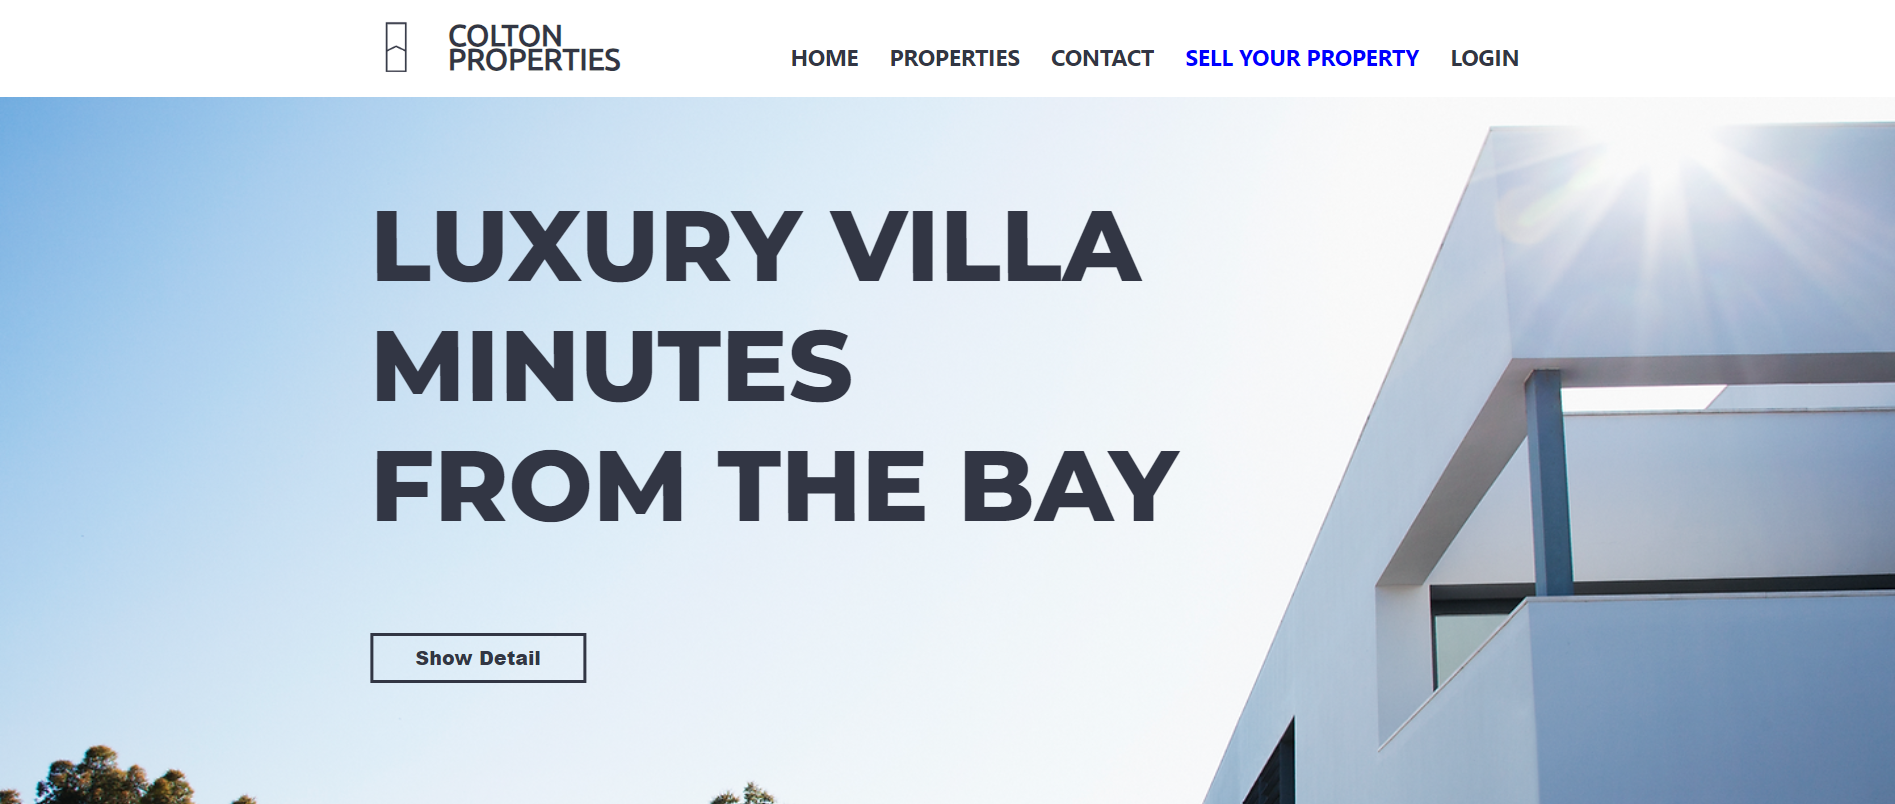 COLTON
PROPERTIES
HOME PROPERTIES CONTACT SELL YOUR PROPERTY LOGIN
LUXURY VILLA
MINUTES
FROM THE BAY
Show Detail